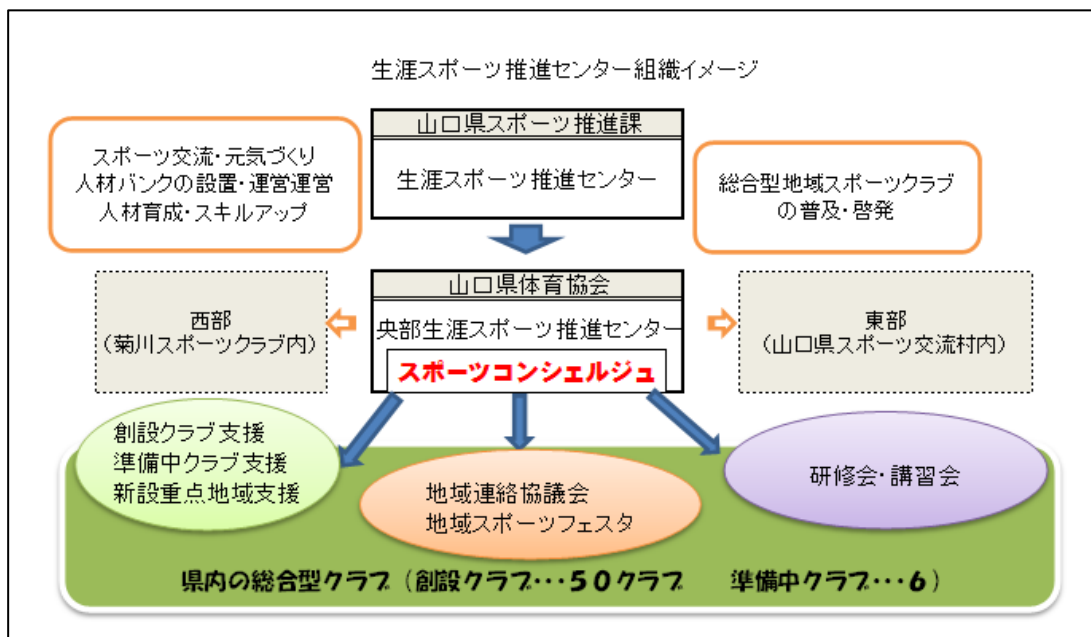 生涯スポーツ推進センター組織イメージ
山口県スポーツ推進課
生涯スポーツ推進センター
スポーツ交流・元気づくり
人材バンクの設置・運営運営
人材育成・スキルアップ
総合型地域スポーツクラブ
の普及・啓発
山口県体育協会
央部生涯スポーツ推進センター
スポーツコンシェルジュ
西部
(菊川スポーツクラブ内)
東部
(山口県スポーツ交流村内)
創設クラブ支援
準備中クラブ支援
新設重点地域支援
地域連絡協議会
地域スポーツフェスタ
研修会・講習会
県内の総合型クラブ(創設クラブ・・・50クラブ 準備中クラブ・・・6)